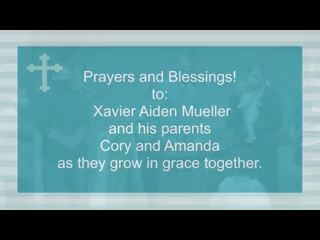 Prayers and Blessings!
to:
Xavier Aiden Mueller
and his parents
Cory and Amanda
as they grow in grace together.